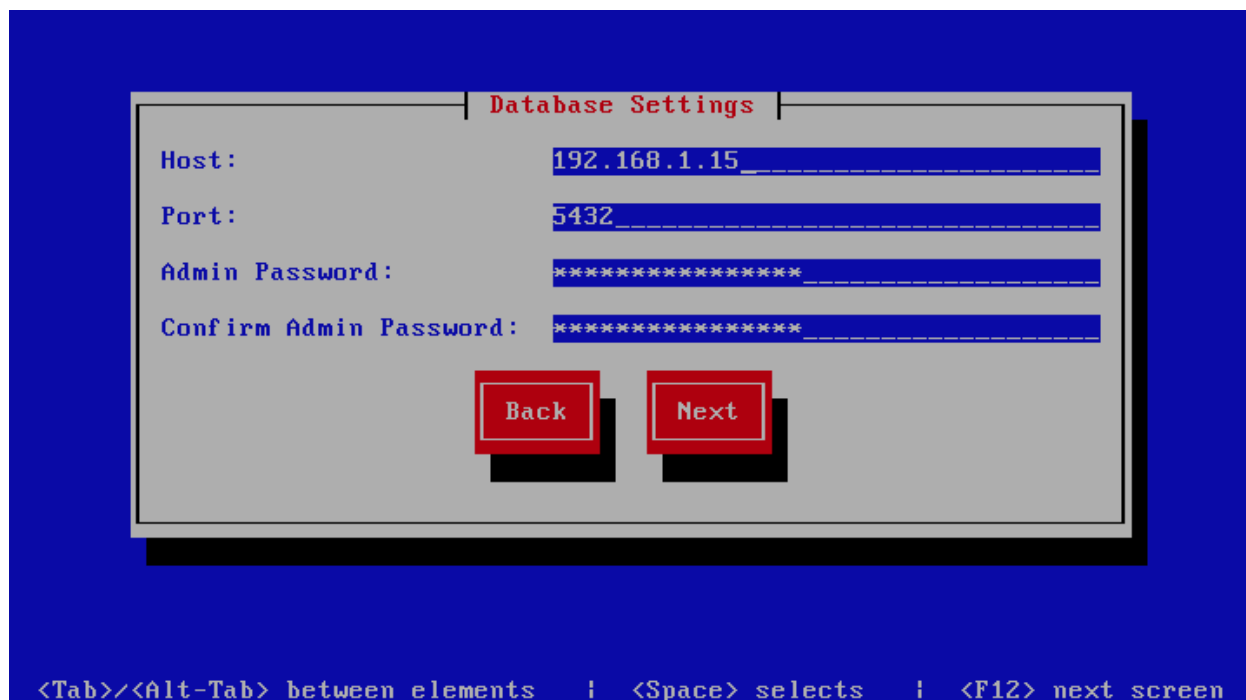 Database Settings
Host: 192.168.1.15
Port: 5432
Admin Password: ****************
Confirm Admin Password: ****************
Back Next
<Tab>/<Alt-Tab> between elements | <Space> selects | <F12> next screen